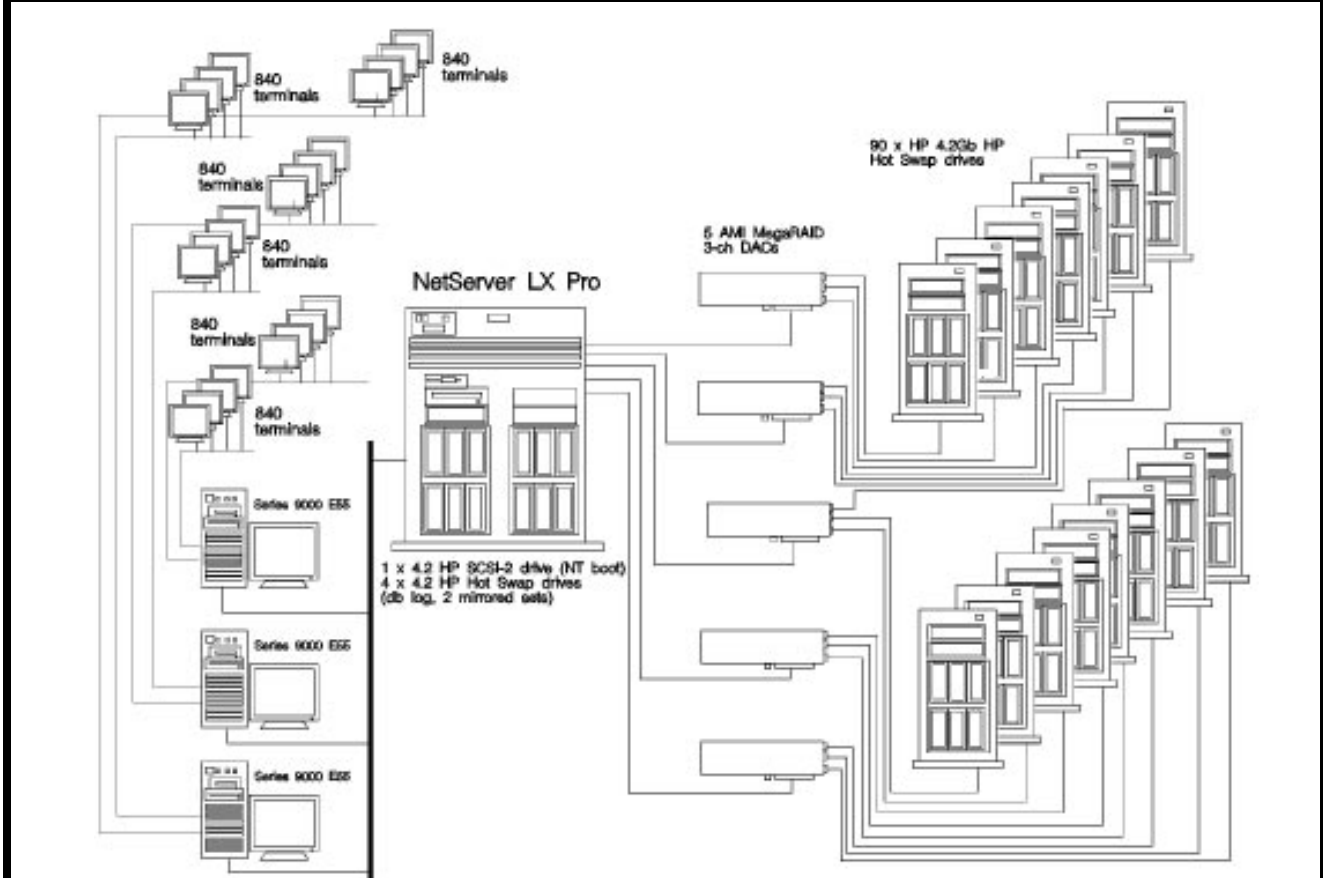 840
terminals
840
terminals
840
terminals
840
terminals
840
terminals
840
terminals
90 x HP 4.2Gb HP
Hot Swap drives
5 AMI MegaRAID
3-ch DACs
NetServer LX Pro
Series 9000 E55
1 x 4.2 HP SCSI-2 drive (NT boot)
4 x 4.2 HP Hot Swap drives
(db log, 2 mirrored sets)
Series 9000 E55
Series 9000 E55